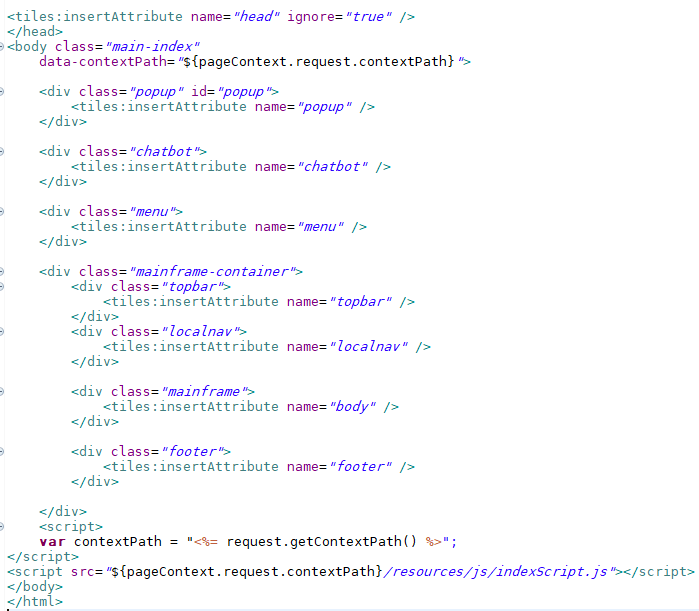 <tiles:insertAttribute name="head" ignore="true" />
</head>
<body class="main-index"
data-contextPath="${pageContext.request.contextPath}">
<div class="popup" id="popup">
<tiles:insertAttribute name="popup" />
</div>
<div class="chatbot">
<tiles:insertAttribute name="chatbot" />
</div>
<div class="menu">
<tiles:insertAttribute name="menu" />
</div>
<div class="mainframe-container">
<div class="topbar">
<tiles:insertAttribute name="topbar" />
</div>
<div class="localnav">
<tiles:insertAttribute name="localnav" />
</div>
<div class="mainframe">
<tiles:insertAttribute name="body" />
</div>
<div class="footer">
<tiles:insertAttribute name="footer" />
</div>
</div>
<script>
var contextPath = "<%= request.getContextPath() %>";
</script>
<script src="${pageContext.request.contextPath}/resources/js/indexScript.js"></script>
</body>
</html>